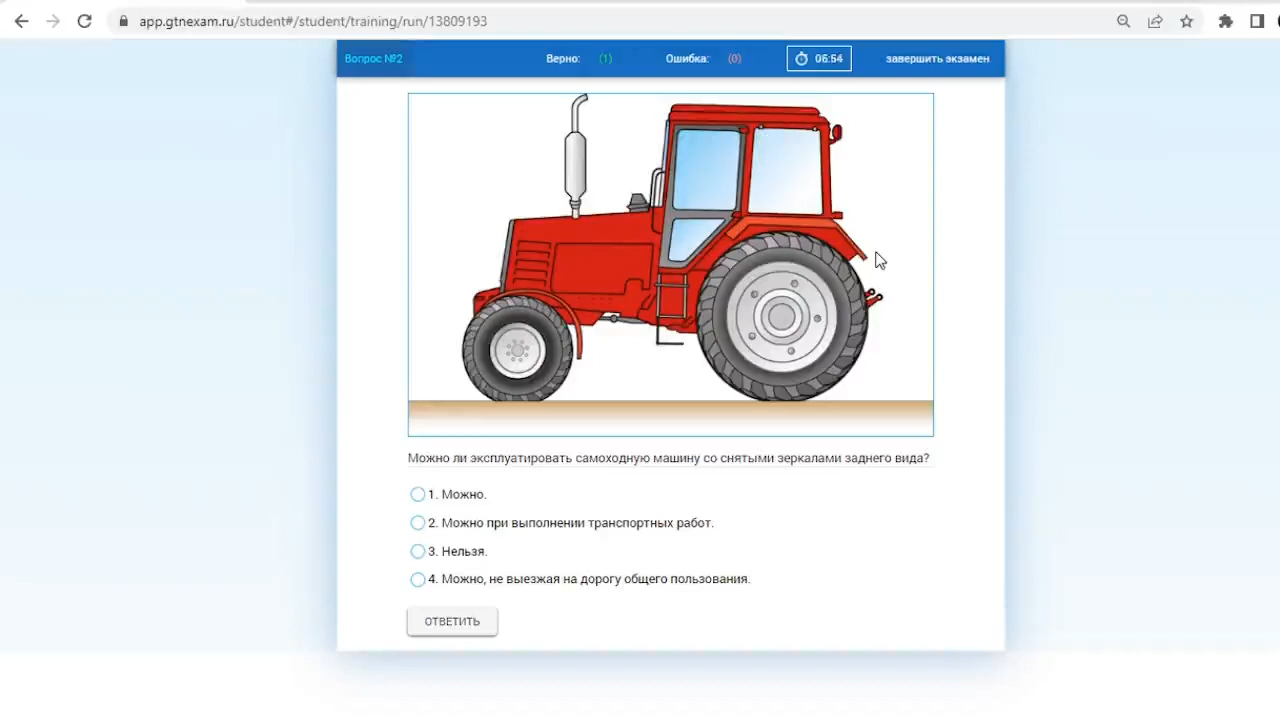 app.gtnexam.ru/student#/student/training/run/13809193
Вопрос №2 Верно: (1) Ошибка: (0) 06:54 завершить экзамен
Можно ли эксплуатировать самоходную машину со снятыми зеркалами заднего вида?
1. Можно.
2. Можно при выполнении транспортных работ.
3. Нельзя.
4. Можно, не выезжая на дорогу общего пользования.
ОТВЕТИТЬ